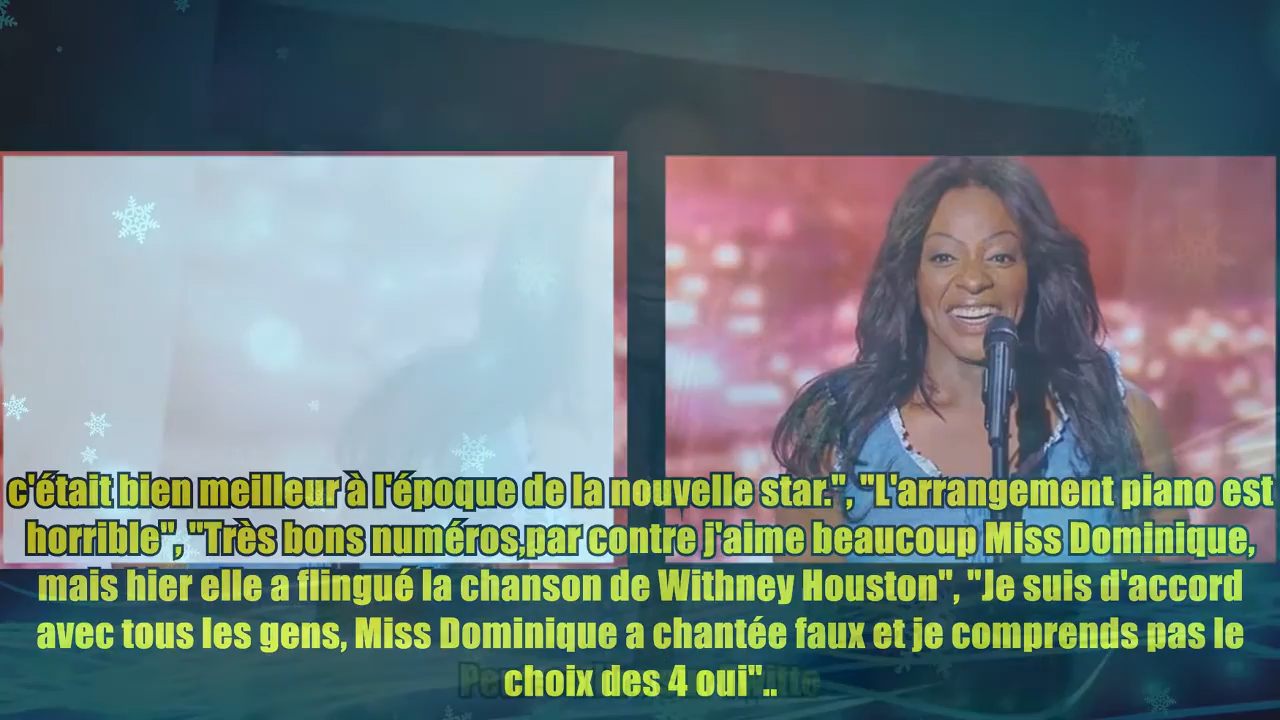 c'était bien meilleur à l'époque de la nouvelle star.", "L'arrangement piano est
horrible", "Très bons numéros,par contre j'aime beaucoup Miss Dominique,
mais hier elle a flingué la chanson de Withney Houston", "Je suis d'accord
avec tous les gens, Miss Dominique a chantée faux et je comprends pas le
choix des 4 oui"..